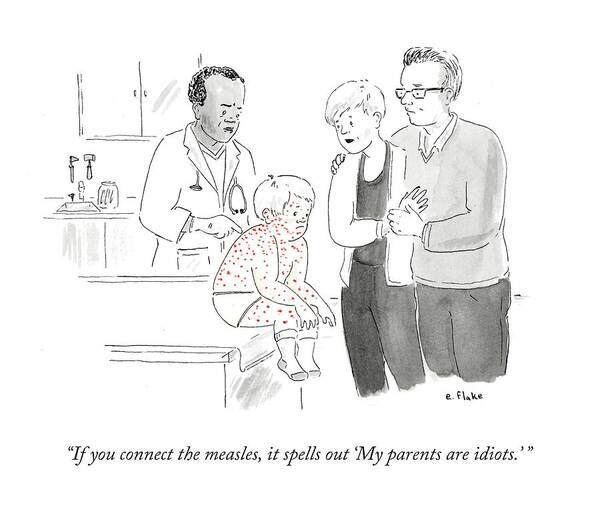 e. flake
“If you connect the measles, it spells out ‘My parents are idiots.’ ”